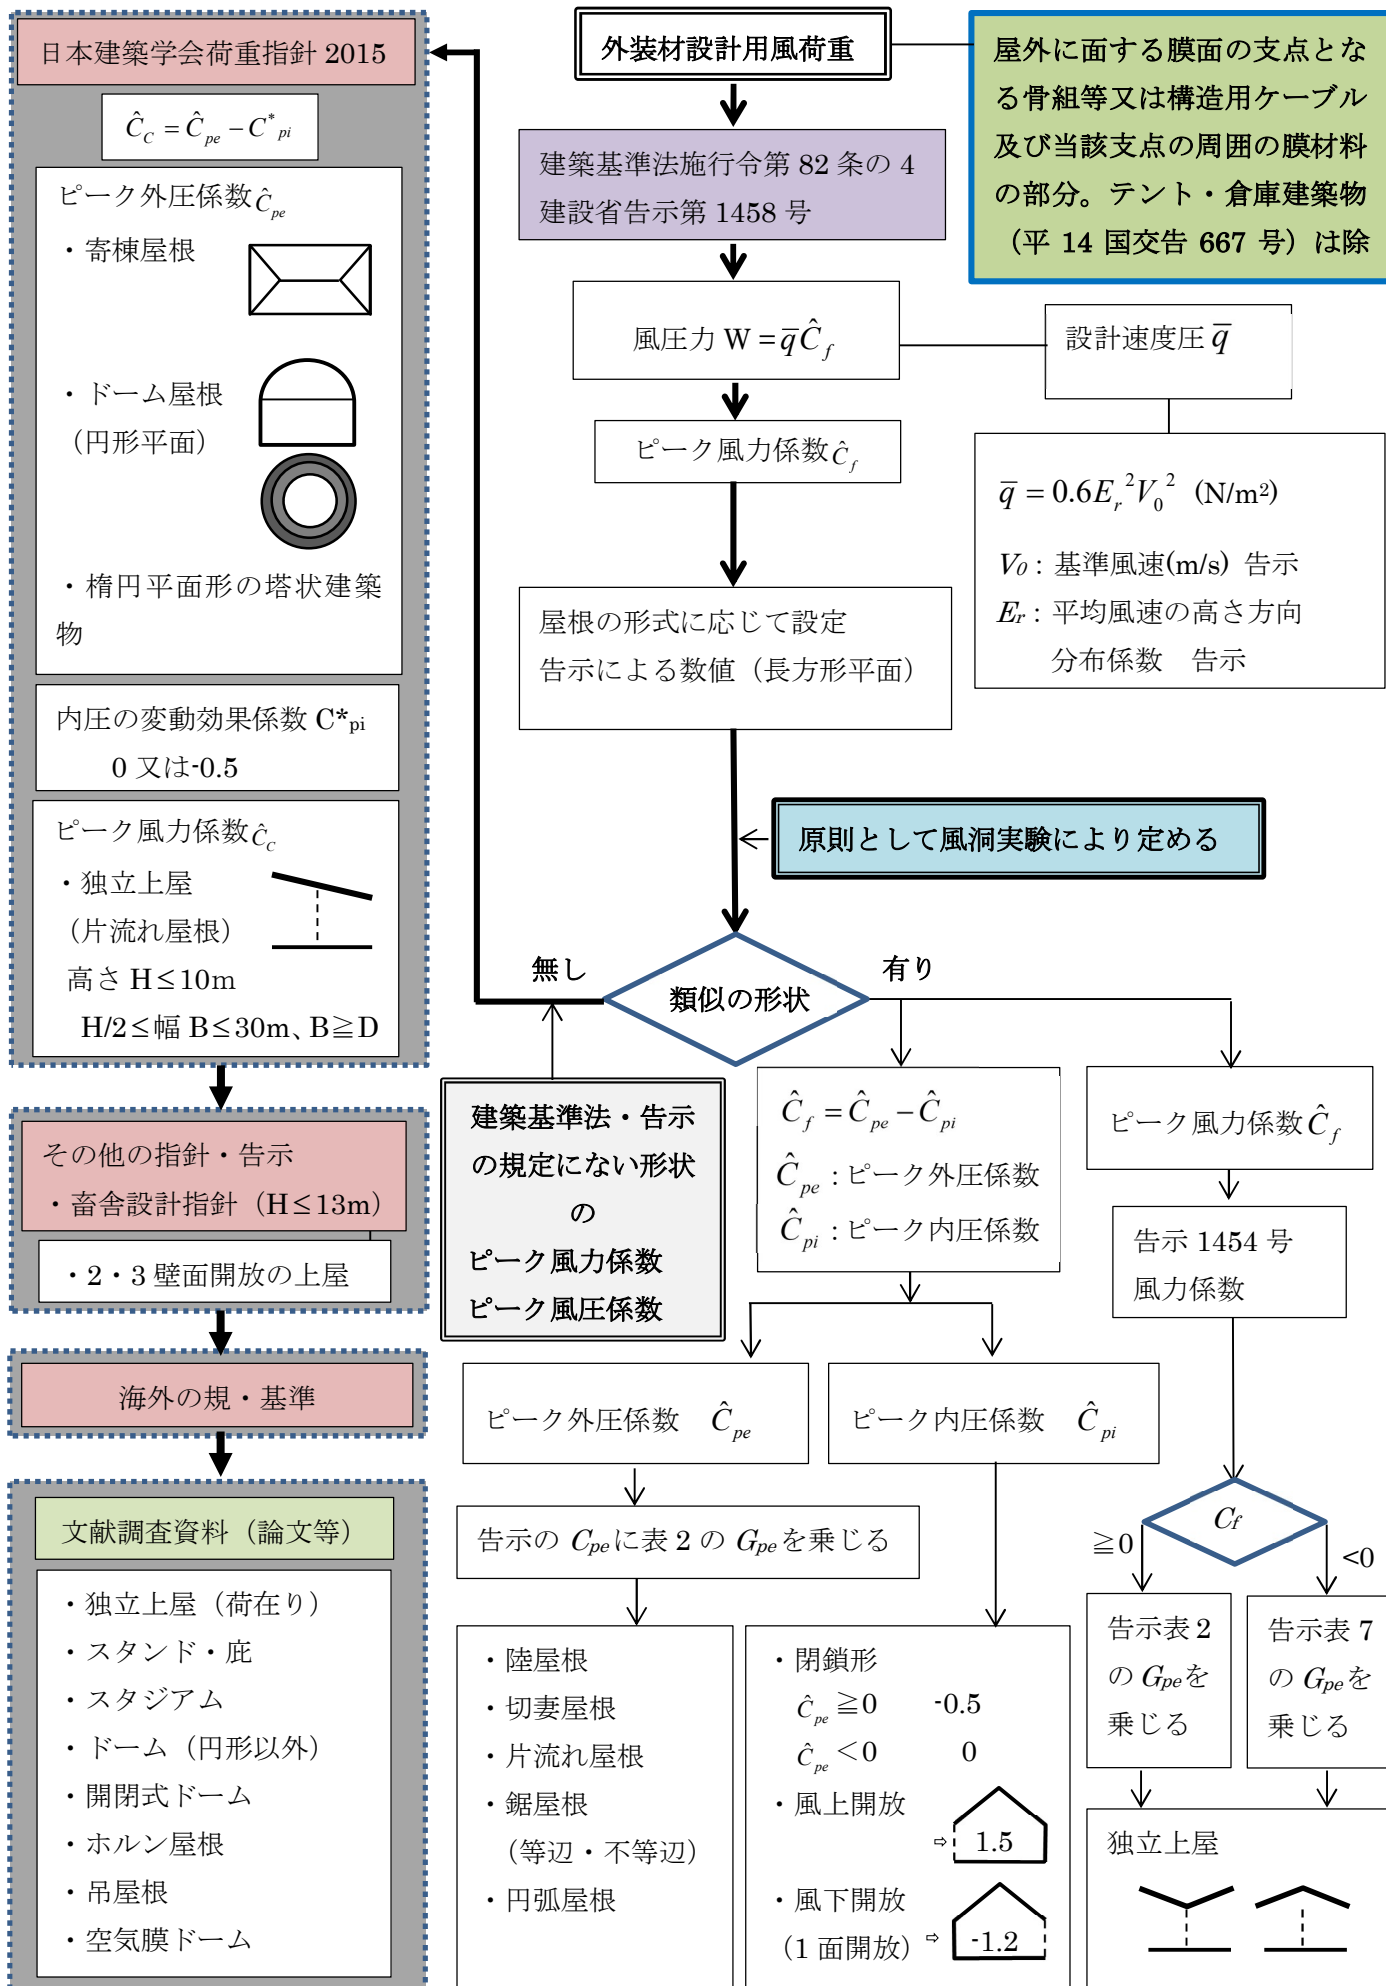 外装材設計用風荷重
屋外に面する膜面の支点とな
る骨組等又は構造用ケーブル
及び当該支点の周囲の膜材料
の部分。テント・倉庫建築物
（平 14 国交告 667 号）は除
建築基準法施行令第 82 条の 4
建設省告示第 1458 号
風圧力 W = q̅Ĉf
設計速度圧 q̅
ピーク風力係数 Ĉf
q̅ = 0.6Er²V0² (N/m²)
V0 : 基準風速(m/s) 告示
Er : 平均風速の高さ方向
分布係数 告示
屋根の形式に応じて設定
告示による数値（長方形平面）
原則として風洞実験により定める
類似の形状
無し
有り
日本建築学会荷重指針 2015
ĈC = Ĉpe − C*pi
ピーク外圧係数 Ĉpe
・寄棟屋根
・ドーム屋根
（円形平面）
・楕円平面形の塔状建築
物
内圧の変動効果係数 C*pi
0 又は-0.5
ピーク風力係数 ĈC
・独立上屋
（片流れ屋根）
高さ H≤10m
H/2≤幅 B≤30m、B≧D
その他の指針・告示
・畜舎設計指針（H≤13m）
・2・3 壁面開放の上屋
海外の規・基準
文献調査資料（論文等）
・独立上屋（荷在り）
・スタンド・庇
・スタジアム
・ドーム（円形以外）
・開閉式ドーム
・ホルン屋根
・吊屋根
・空気膜ドーム
建築基準法・告示
の規定にない形状
の
ピーク風力係数
ピーク風圧係数
Ĉf = Ĉpe − Ĉpi
Ĉpe : ピーク外圧係数
Ĉpi : ピーク内圧係数
ピーク外圧係数 Ĉpe
告示の Cpeに表 2 の Gpeを乗じる
・陸屋根
・切妻屋根
・片流れ屋根
・鋸屋根
（等辺・不等辺）
・円弧屋根
ピーク内圧係数 Ĉpi
・閉鎖形
Ĉpe ≧0 -0.5
Ĉpe <0 0
・風上開放
⇨ 1.5
・風下開放
（1 面開放） ⇨ -1.2
ピーク風力係数 Ĉf
告示 1454 号
風力係数
Cf
≧0
<0
告示表 2
の Gpeを
乗じる
告示表 7
の Gpeを
乗じる
独立上屋